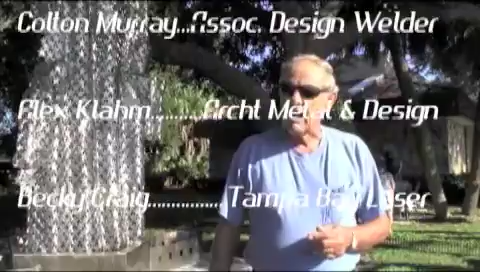 Colton Murray...Assoc. Design Welder
Alex Klahm.........Archt Metal & Design
Becky Craig................Tampa Bay Laser